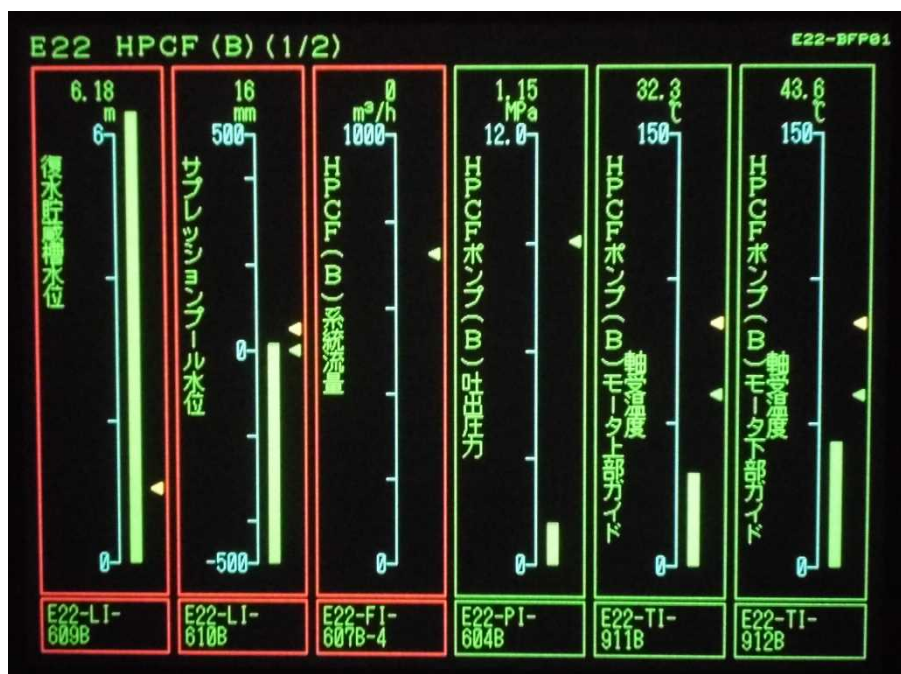 E22 HPCF(B)(1/2)
E22-BFP01
6.18
m
6
0
復水貯蔵槽水位
E22-LI-
609B
16
mm
500
0
-500
サプレッションプール水位
E22-LI-
610B
0
m³/h
1000
0
HPCF(B)系統流量
E22-FI-
607B-4
1.15
MPa
12.0
0
HPCFポンプ(B)吐出圧力
E22-PI-
604B
32.3
℃
150
0
HPCFポンプ(B)モータ上部ガイド
軸受温度
E22-TI-
911B
43.6
℃
150
0
HPCFポンプ(B)モータ下部ガイド
軸受温度
E22-TI-
912B